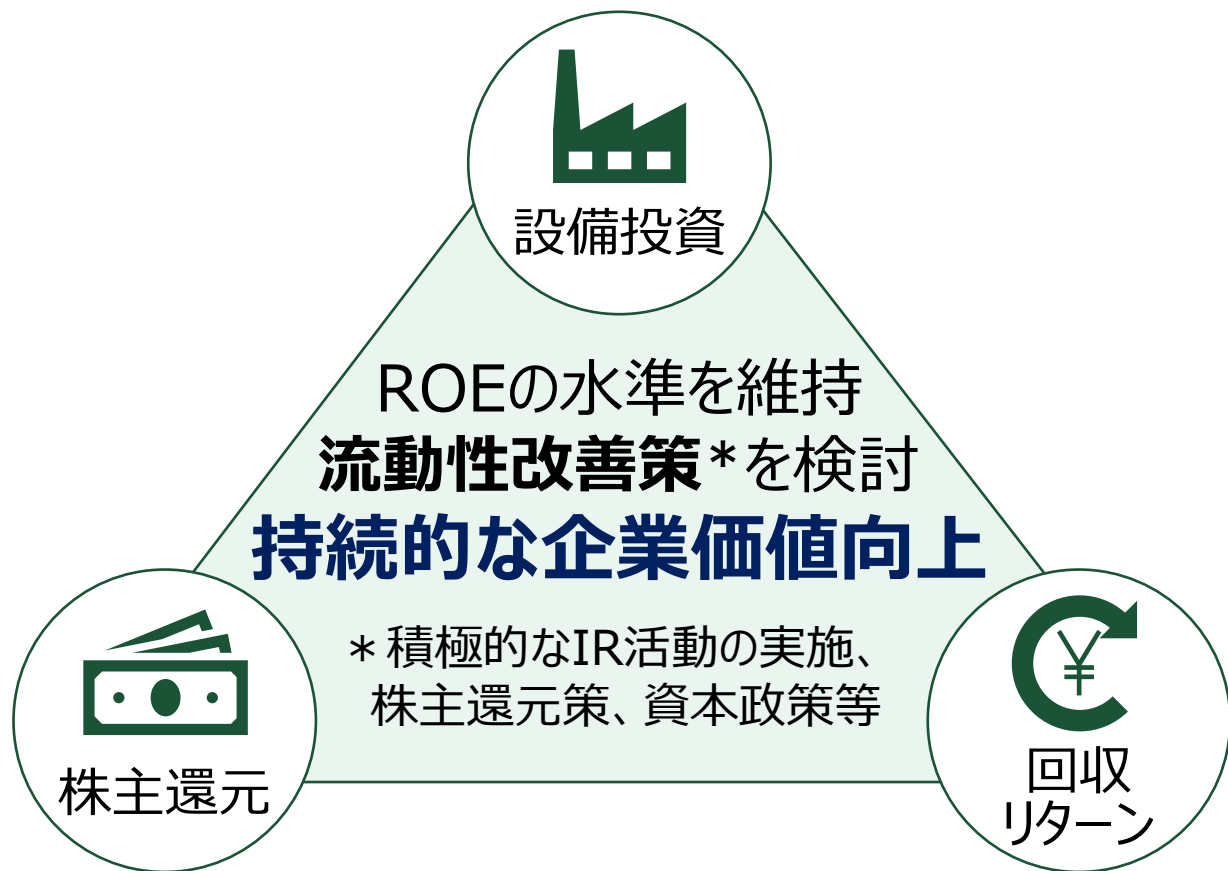 設備投資
ROEの水準を維持
流動性改善策*を検討
持続的な企業価値向上
*積極的なIR活動の実施、
株主還元策、資本政策等
株主還元
¥
回収
リターン